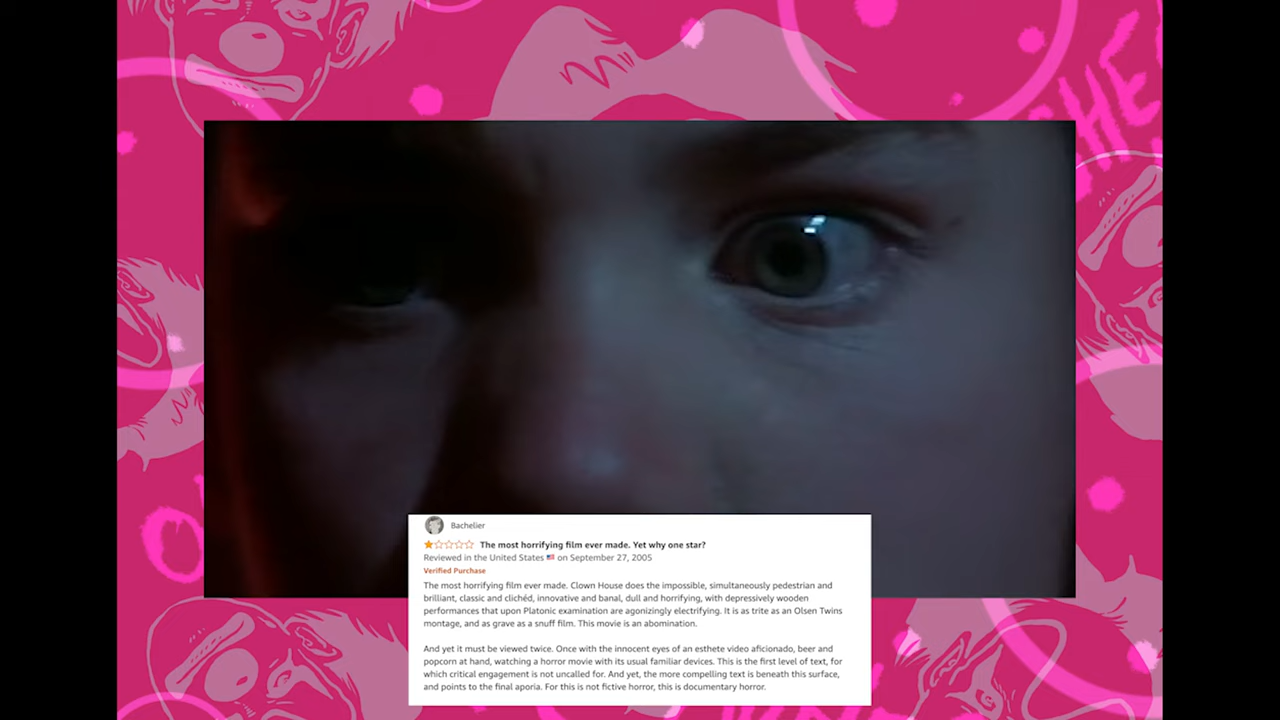 CHE
Bachelier
The most horrifying film ever made. Yet why one star?
Reviewed in the United States 🇺🇸 on September 27, 2005
Verified Purchase
The most horrifying film ever made. Clown House does the impossible, simultaneously pedestrian and
brilliant, classic and clichéd, innovative and banal, dull and horrifying, with depressively wooden
performances that upon Platonic examination are agonizingly electrifying. It is as trite as an Olsen Twins
montage, and as grave as a snuff film. This movie is an abomination.
And yet it must be viewed twice. Once with the innocent eyes of an esthete video aficionado, beer and
popcorn at hand, watching a horror movie with its usual familiar devices. This is the first level of text, for
which critical engagement is not uncalled for. And yet, the more compelling text is beneath this surface,
and points to the final aporia. For this is not fictive horror, this is documentary horror.